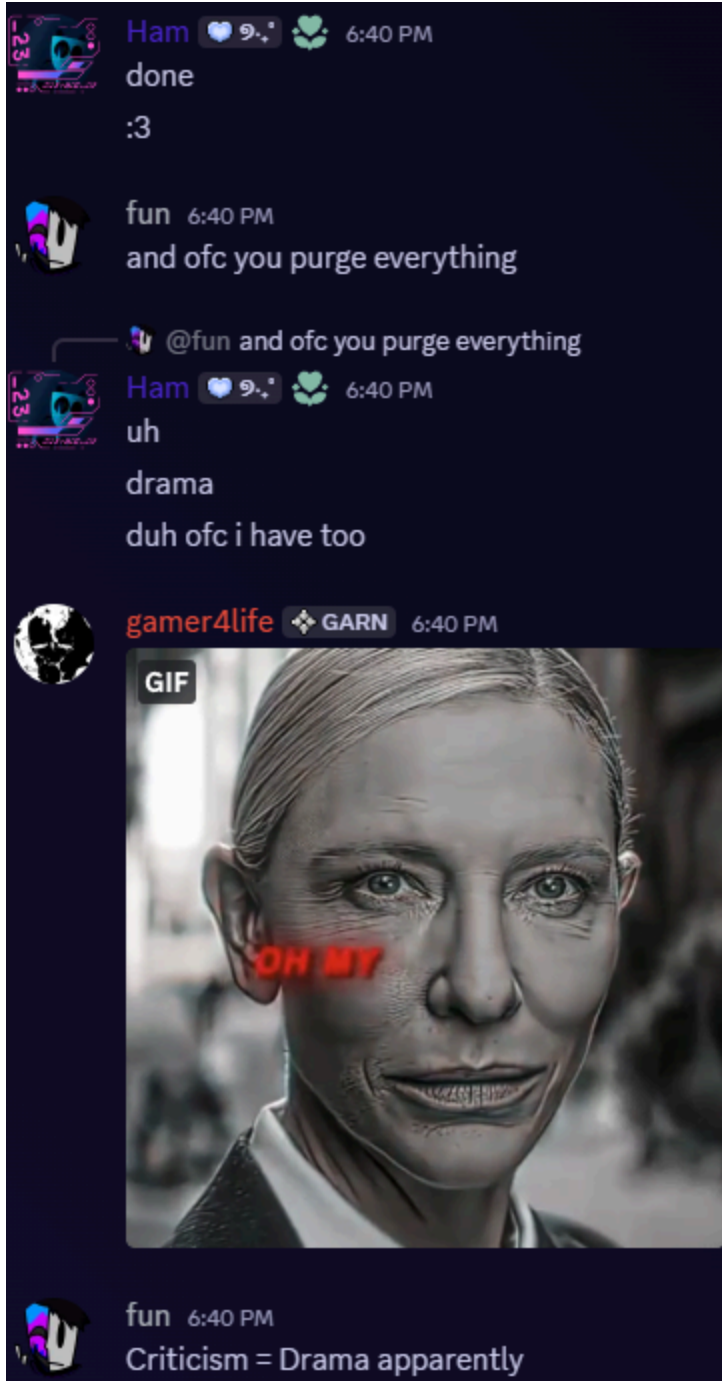 Ham 💙 ୨‧₊˚ 6:40 PM
done
:3
fun 6:40 PM
and ofc you purge everything
@fun and ofc you purge everything
Ham 💙 ୨‧₊˚ 6:40 PM
uh
drama
duh ofc i have too
gamer4life GARN 6:40 PM
GIF
OH MY
fun 6:40 PM
Criticism = Drama apparently